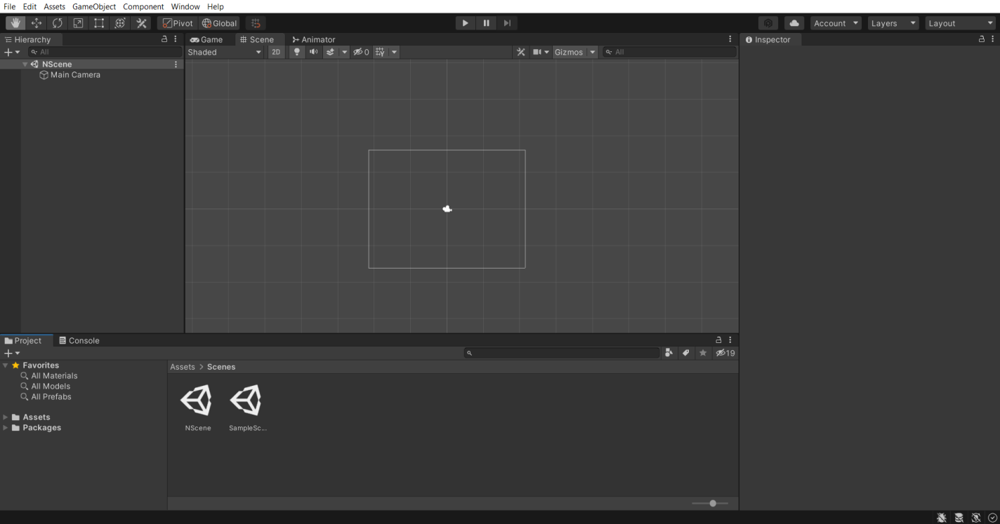 File Edit Assets GameObject Component Window Help
Pivot Global Account Layers Layout
Hierarchy
All
NScene
Main Camera
Game Scene Animator
Shaded 2D 0 Gizmos All
Inspector
Project Console
19
Favorites
All Materials
All Models
All Prefabs
Assets
Packages
Assets > Scenes
NScene SampleSc...